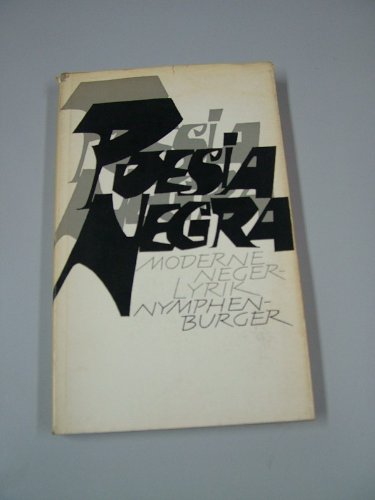 POESIA
NEGRA
MODERNE
NEGER-
LYRIK
NYMPHEN-
BURGER